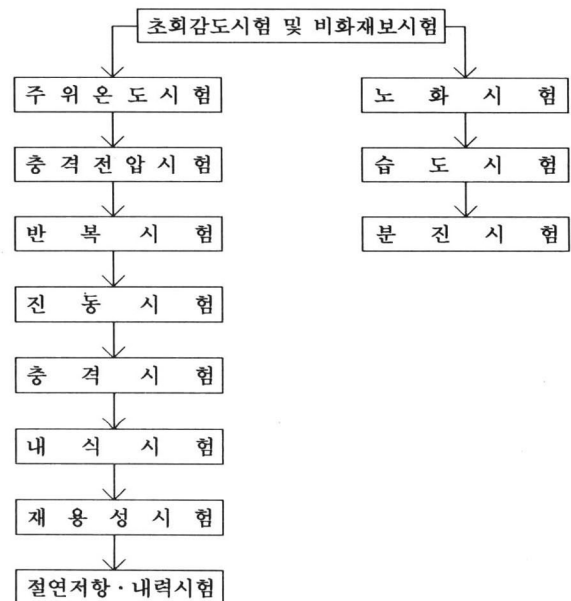 초회감도시험 및 비화재보시험
주위온도시험
충격전압시험
반복시험
진동시험
충격시험
내식시험
재용성시험
절연저항·내력시험
노화시험
습도시험
분진시험